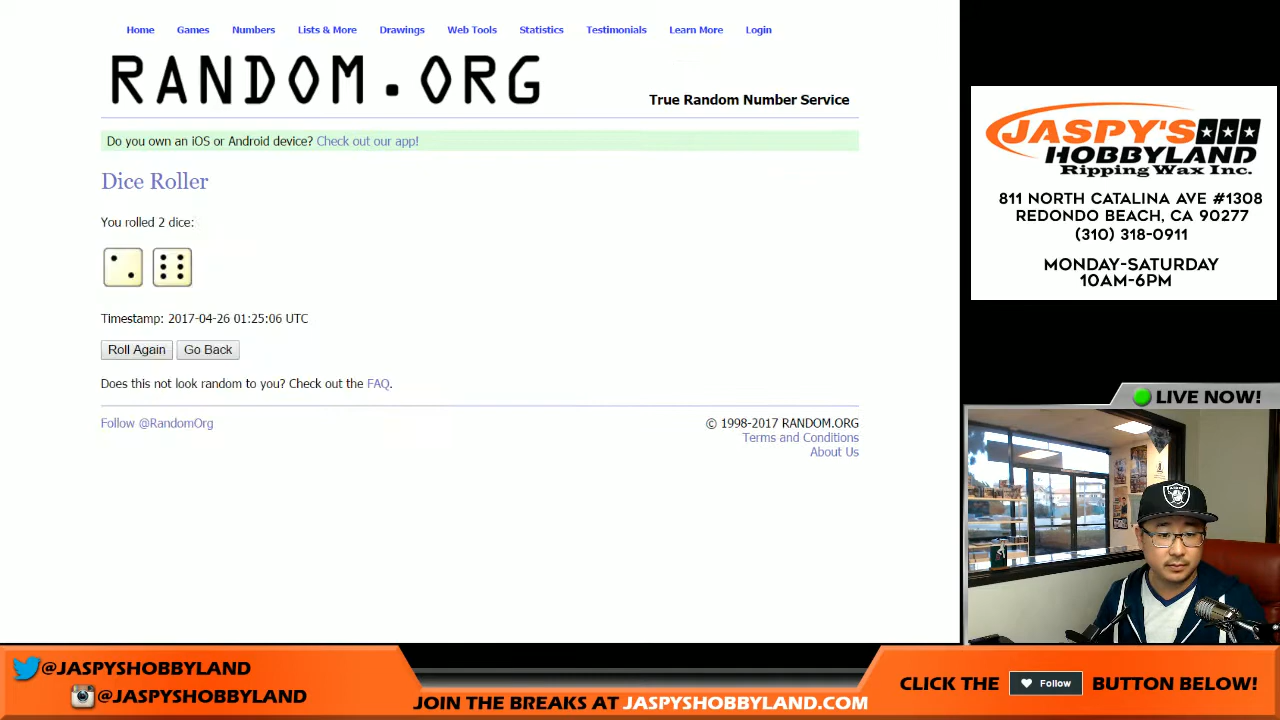 Home Games Numbers Lists & More Drawings Web Tools Statistics Testimonials Learn More Login
RANDOM.ORG
True Random Number Service
Do you own an iOS or Android device? Check out our app!
Dice Roller
You rolled 2 dice:
Timestamp: 2017-04-26 01:25:06 UTC
Roll Again Go Back
Does this not look random to you? Check out the FAQ.
Follow @RandomOrg
© 1998-2017 RANDOM.ORG
Terms and Conditions
About Us
JASPY'S
HOBBYLAND
Ripping Wax Inc.
811 NORTH CATALINA AVE #1308
REDONDO BEACH, CA 90277
(310) 318-0911
MONDAY-SATURDAY
10AM-6PM
LIVE NOW!
@JASPYSHOBBYLAND
@JASPYSHOBBYLAND
JOIN THE BREAKS AT JASPYSHOBBYLAND.COM
CLICK THE Follow BUTTON BELOW!